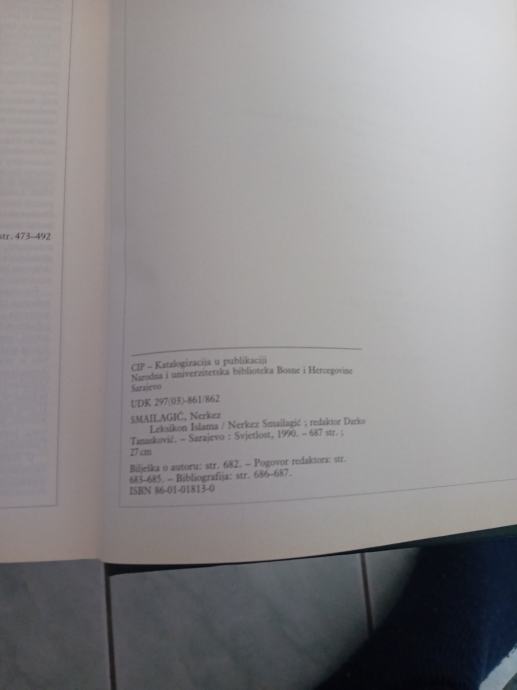 str. 473–492
CIP – Katalogizacija u publikaciji
Narodna i univerzitetska biblioteka Bosne i Hercegovine
Sarajevo
UDK 297(03)-861/862
SMAILAGIĆ, Nerkez
Leksikon Islama / Nerkez Smailagić ; redaktor Darko
Tanasković. – Sarajevo : Svjetlost, 1990. – 687 str. ;
27 cm
Bilješka o autoru: str. 682. – Pogovor redaktora: str.
683-685. – Bibliografija: str. 686–687.
ISBN 86-01-01813-0